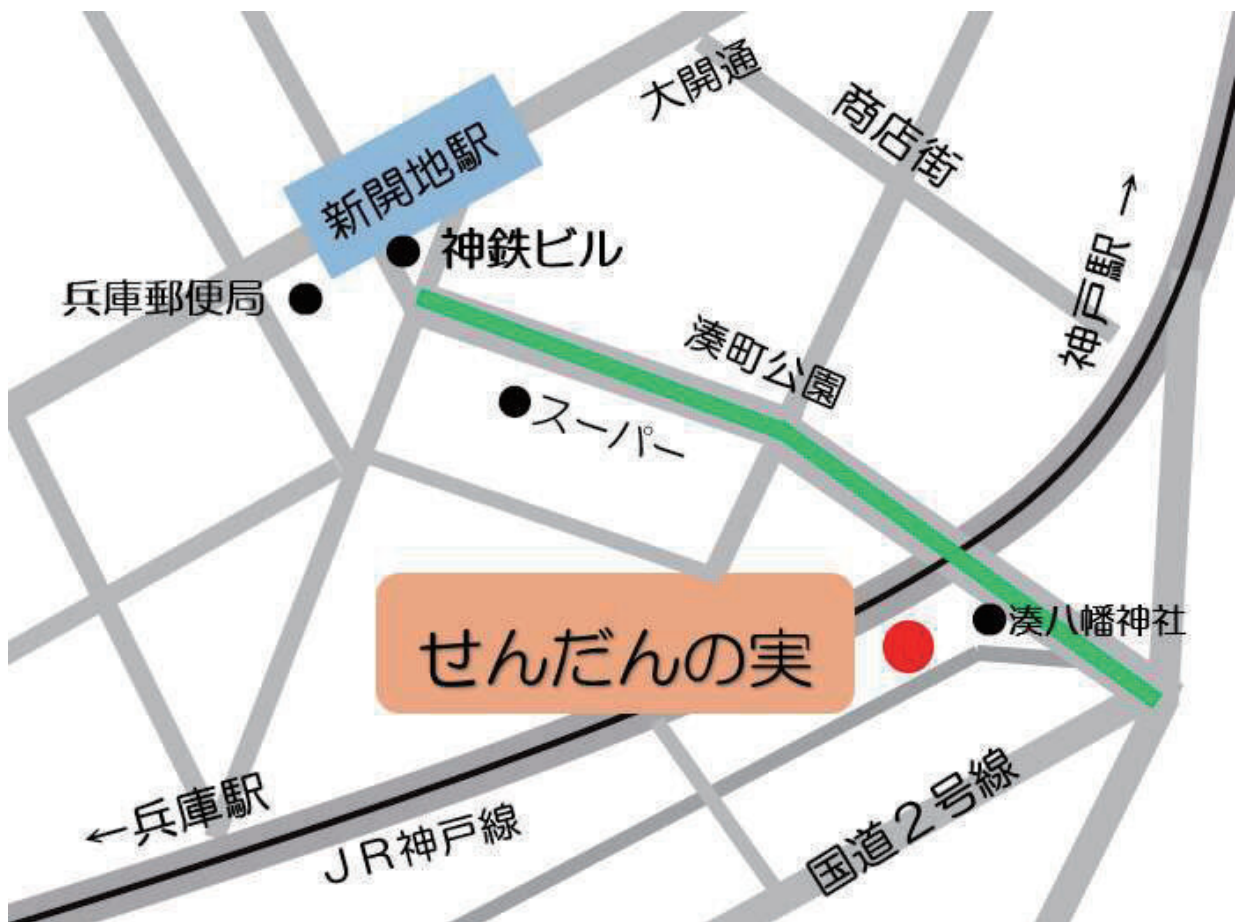 大開通
商店街
新開地駅
神鉄ビル
兵庫郵便局
神戸駅→
湊町公園
スーパー
せんだんの実
湊八幡神社
←兵庫駅
JR神戸線
国道2号線